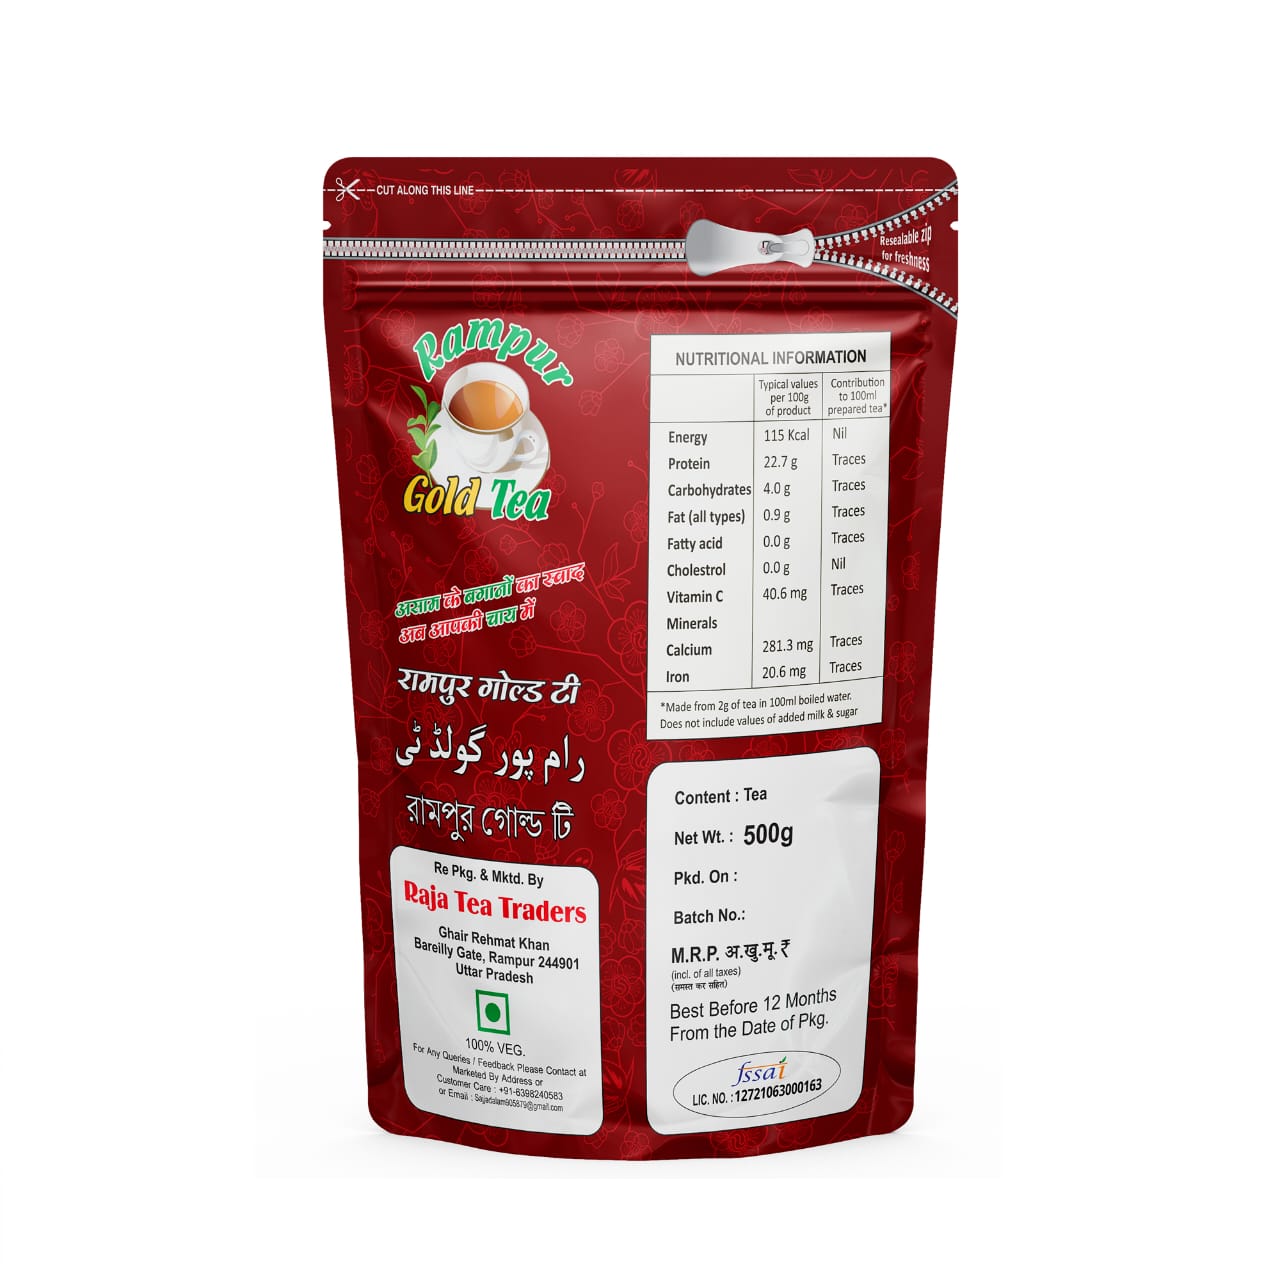 CUT ALONG THIS LINE
Resealable zip
for freshness
Rampur
Gold Tea
असाम के बगानों का स्वाद
अब आपकी चाय में
रामपुर गोल्ड टी
رام پور گولڈ ٹی
রামপুর গোল্ড টি
Re Pkg. & Mktd. By
Raja Tea Traders
Ghair Rehmat Khan
Bareilly Gate, Rampur 244901
Uttar Pradesh
100% VEG.
For Any Queries / Feedback Please Contact at
Marketed By Address or
Customer Care : +91-6398240583
or Email : Sajjadalam905879@gmail.com
NUTRITIONAL INFORMATION
Typical values per 100g of product Contribution to 100ml prepared tea*
Energy 115 Kcal Nil
Protein 22.7 g Traces
Carbohydrates 4.0 g Traces
Fat (all types) 0.9 g Traces
Fatty acid 0.0 g Traces
Cholestrol 0.0 g Nil
Vitamin C 40.6 mg Traces
Minerals
Calcium 281.3 mg Traces
Iron 20.6 mg Traces
*Made from 2g of tea in 100ml boiled water.
Does not include values of added milk & sugar
Content : Tea
Net Wt. : 500g
Pkd. On :
Batch No.:
M.R.P. अ.खु.मू.₹
(incl. of all taxes)
(समस्त कर सहित)
Best Before 12 Months
From the Date of Pkg.
fssai
LIC. NO. : 12721063000163